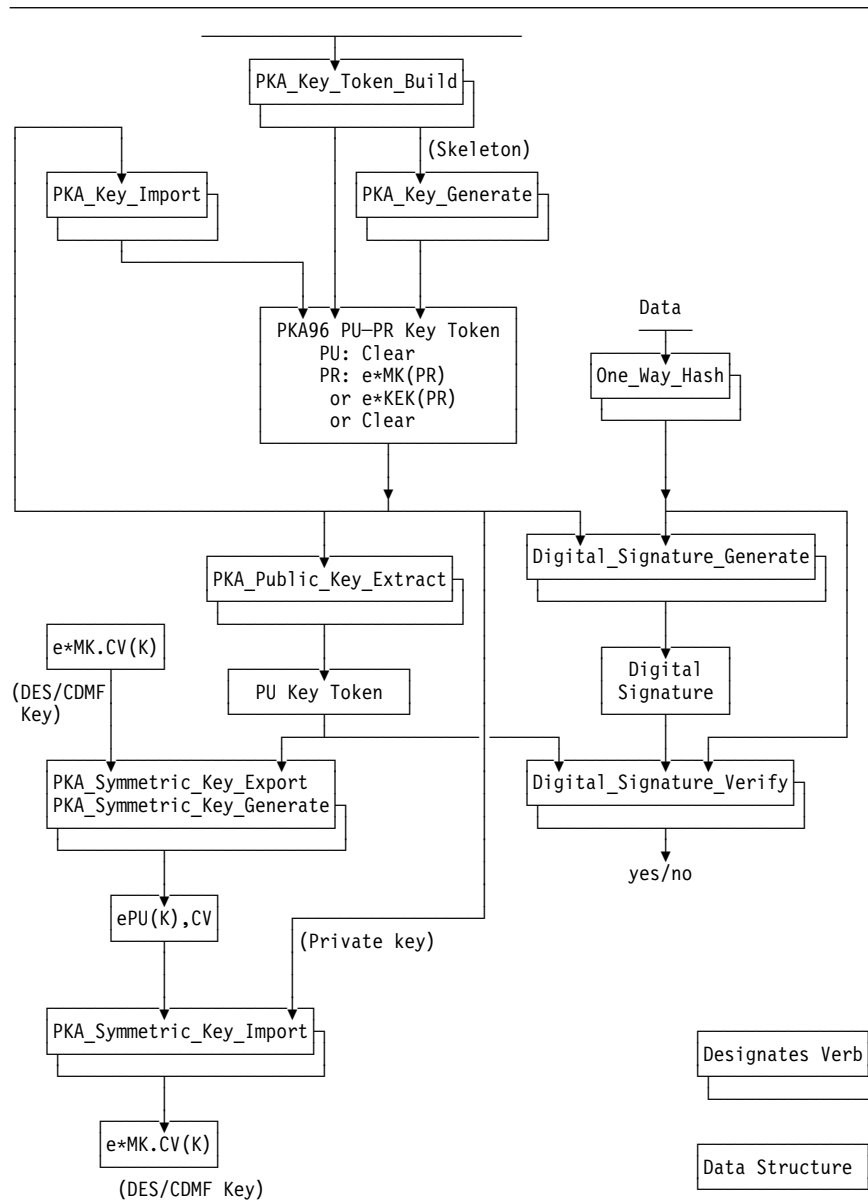 PKA_Key_Token_Build
(Skeleton)
PKA_Key_Import
PKA_Key_Generate
Data
PKA96 PU—PR Key Token
PU: Clear
PR: e*MK(PR)
or e*KEK(PR)
or Clear
One_Way_Hash
Digital_Signature_Generate
PKA_Public_Key_Extract
e*MK.CV(K)
(DES/CDMF
Key)
PU Key Token
Digital
Signature
PKA_Symmetric_Key_Export
PKA_Symmetric_Key_Generate
Digital_Signature_Verify
yes/no
ePU(K),CV
(Private key)
PKA_Symmetric_Key_Import
Designates Verb
e*MK.CV(K)
Data Structure
(DES/CDMF Key)